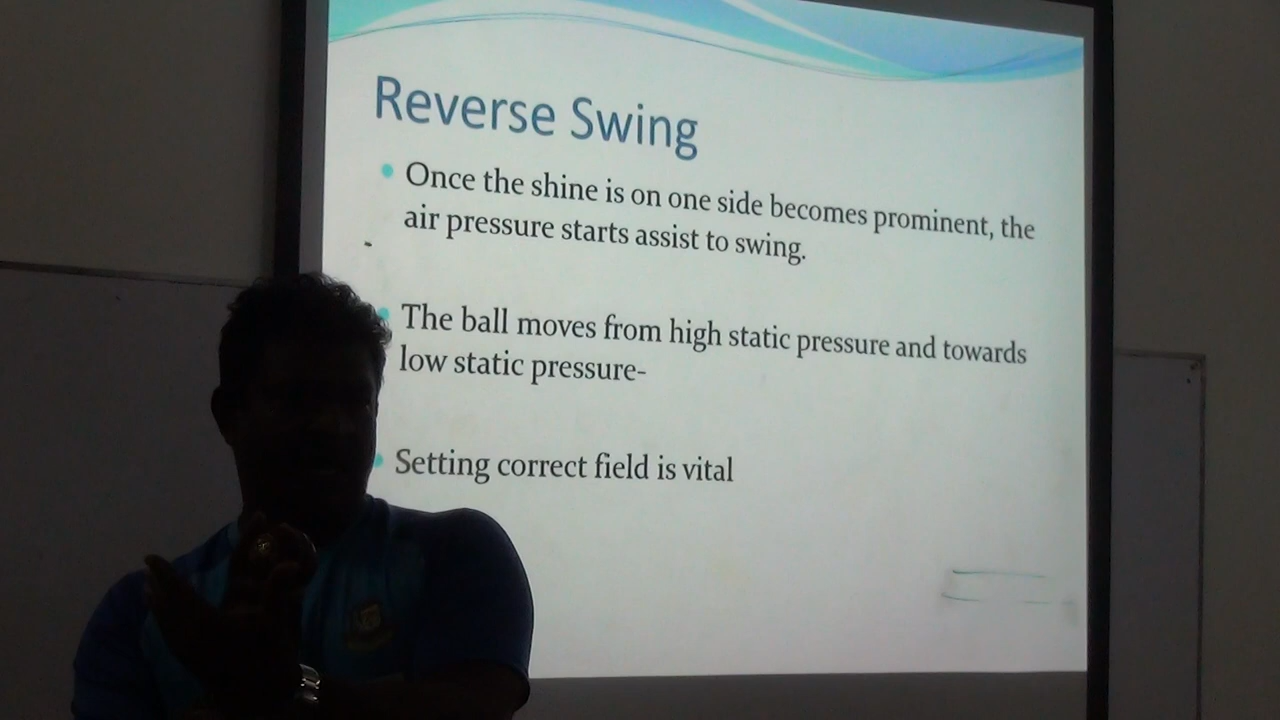 Reverse Swing
Once the shine is on one side becomes prominent, the
air pressure starts assist to swing.
The ball moves from high static pressure and towards
low static pressure-
Setting correct field is vital